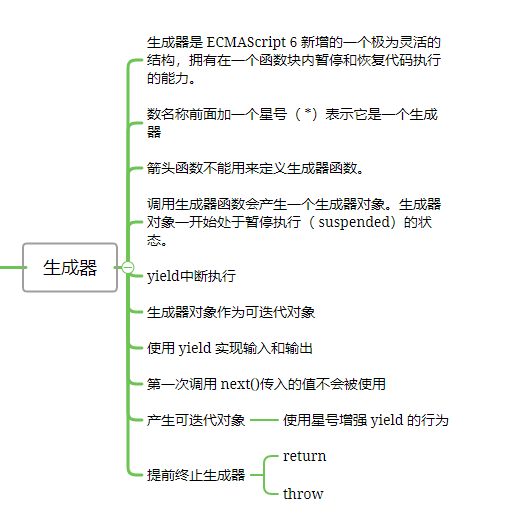 生成器是 ECMAScript 6 新增的一个极为灵活的
结构，拥有在一个函数块内暂停和恢复代码执行
的能力。
数名称前面加一个星号（ *）表示它是一个生成
器
箭头函数不能用来定义生成器函数。
调用生成器函数会产生一个生成器对象。生成器
对象一开始处于暂停执行（ suspended）的状
态。
生成器
yield中断执行
生成器对象作为可迭代对象
使用 yield 实现输入和输出
第一次调用 next()传入的值不会被使用
产生可迭代对象
使用星号增强 yield 的行为
提前终止生成器
return
throw